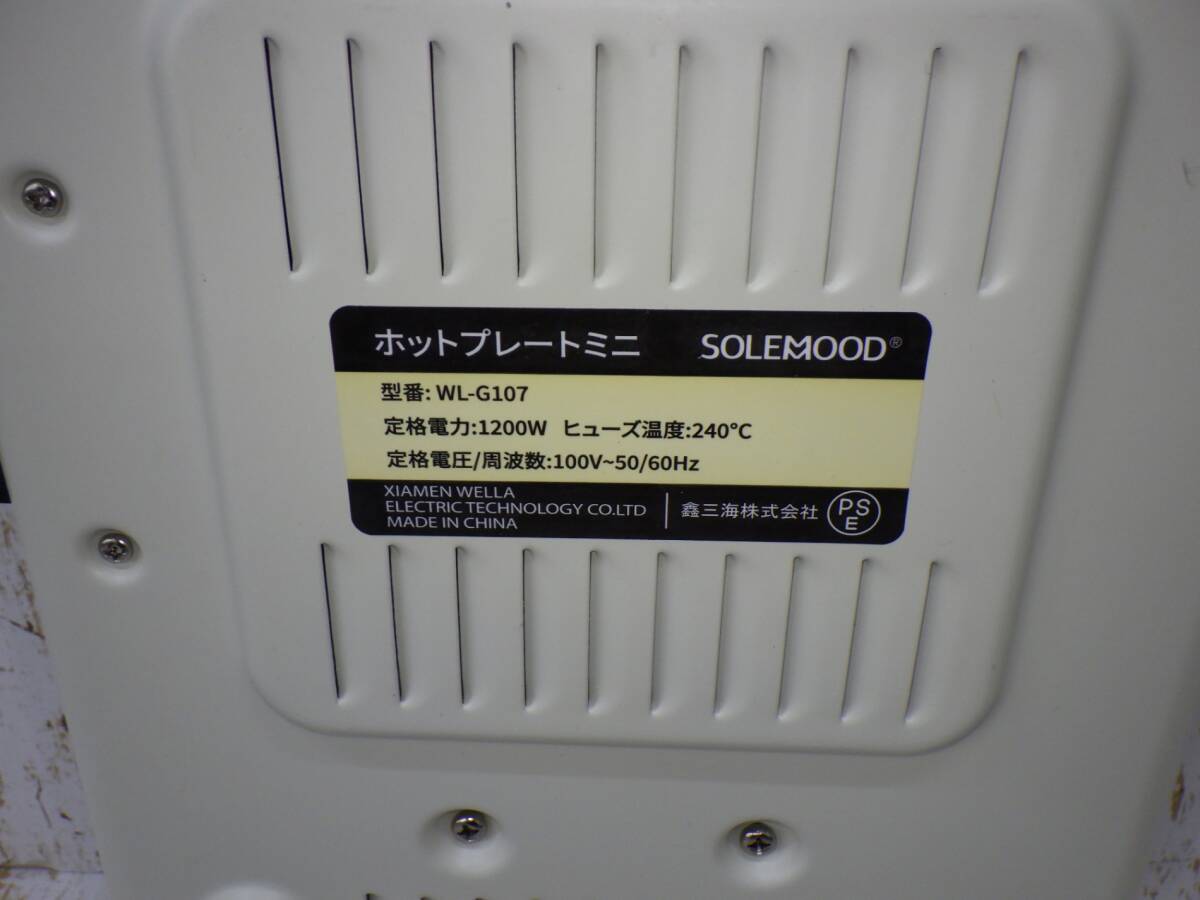 ホットプレートミニ SOLEMOOD®
型番: WL-G107
定格電力:1200W ヒューズ温度:240°C
定格電圧/周波数:100V~50/60Hz
XIAMEN WELLA
ELECTRIC TECHNOLOGY CO.LTD
MADE IN CHINA
鑫三海株式会社
PS
E